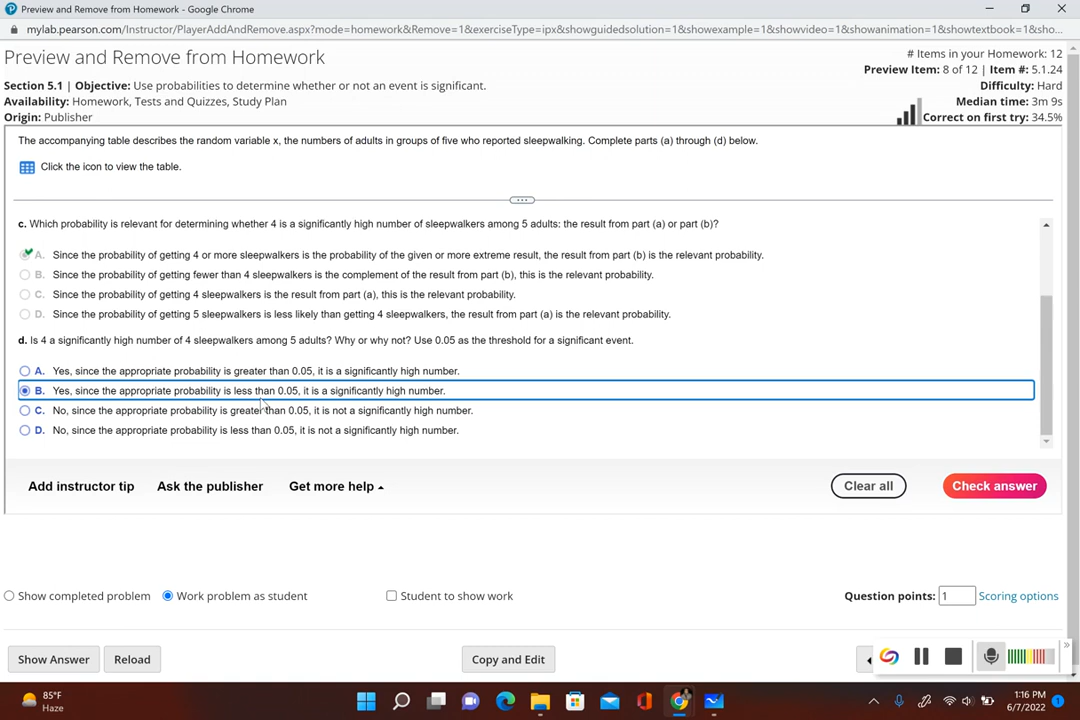 Preview and Remove from Homework - Google Chrome
mylab.pearson.com/Instructor/PlayerAddAndRemove.aspx?mode=homework&Remove=1&exerciseType=ipx&showguidedsolution=1&showexample=1&showvideo=1&showanimation=1&showtextbook=1&sho...
Preview and Remove from Homework
# Items in your Homework: 12
Preview Item: 8 of 12 | Item #: 5.1.24
Section 5.1 | Objective: Use probabilities to determine whether or not an event is significant.
Difficulty: Hard
Availability: Homework, Tests and Quizzes, Study Plan
Median time: 3m 9s
Origin: Publisher
Correct on first try: 34.5%
The accompanying table describes the random variable x, the numbers of adults in groups of five who reported sleepwalking. Complete parts (a) through (d) below.
Click the icon to view the table.
c. Which probability is relevant for determining whether 4 is a significantly high number of sleepwalkers among 5 adults: the result from part (a) or part (b)?
A. Since the probability of getting 4 or more sleepwalkers is the probability of the given or more extreme result, the result from part (b) is the relevant probability.
B. Since the probability of getting fewer than 4 sleepwalkers is the complement of the result from part (b), this is the relevant probability.
C. Since the probability of getting 4 sleepwalkers is the result from part (a), this is the relevant probability.
D. Since the probability of getting 5 sleepwalkers is less likely than getting 4 sleepwalkers, the result from part (a) is the relevant probability.
d. Is 4 a significantly high number of 4 sleepwalkers among 5 adults? Why or why not? Use 0.05 as the threshold for a significant event.
A. Yes, since the appropriate probability is greater than 0.05, it is a significantly high number.
B. Yes, since the appropriate probability is less than 0.05, it is a significantly high number.
C. No, since the appropriate probability is greater than 0.05, it is not a significantly high number.
D. No, since the appropriate probability is less than 0.05, it is not a significantly high number.
Add instructor tip Ask the publisher Get more help Clear all Check answer
Show completed problem Work problem as student Student to show work Question points: 1 Scoring options
Show Answer Reload Copy and Edit
85°F
Haze
1:16 PM
6/7/2022
1